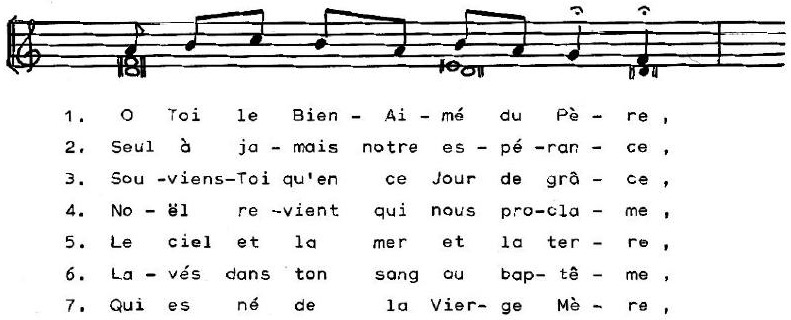 1. O Toi le Bien - Ai - mé du Pè - re,
2. Seul à ja - mais notre es - pé -ran - ce,
3. Sou -viens-Toi qu'en ce Jour de grâ - ce,
4. No - ël re -vient qui nous pro-cla - me,
5. Le ciel et la mer et la ter - re,
6. La - vés dans ton sang au bap- tê - me,
7. Qui es né de la Vier- ge Mè - re,